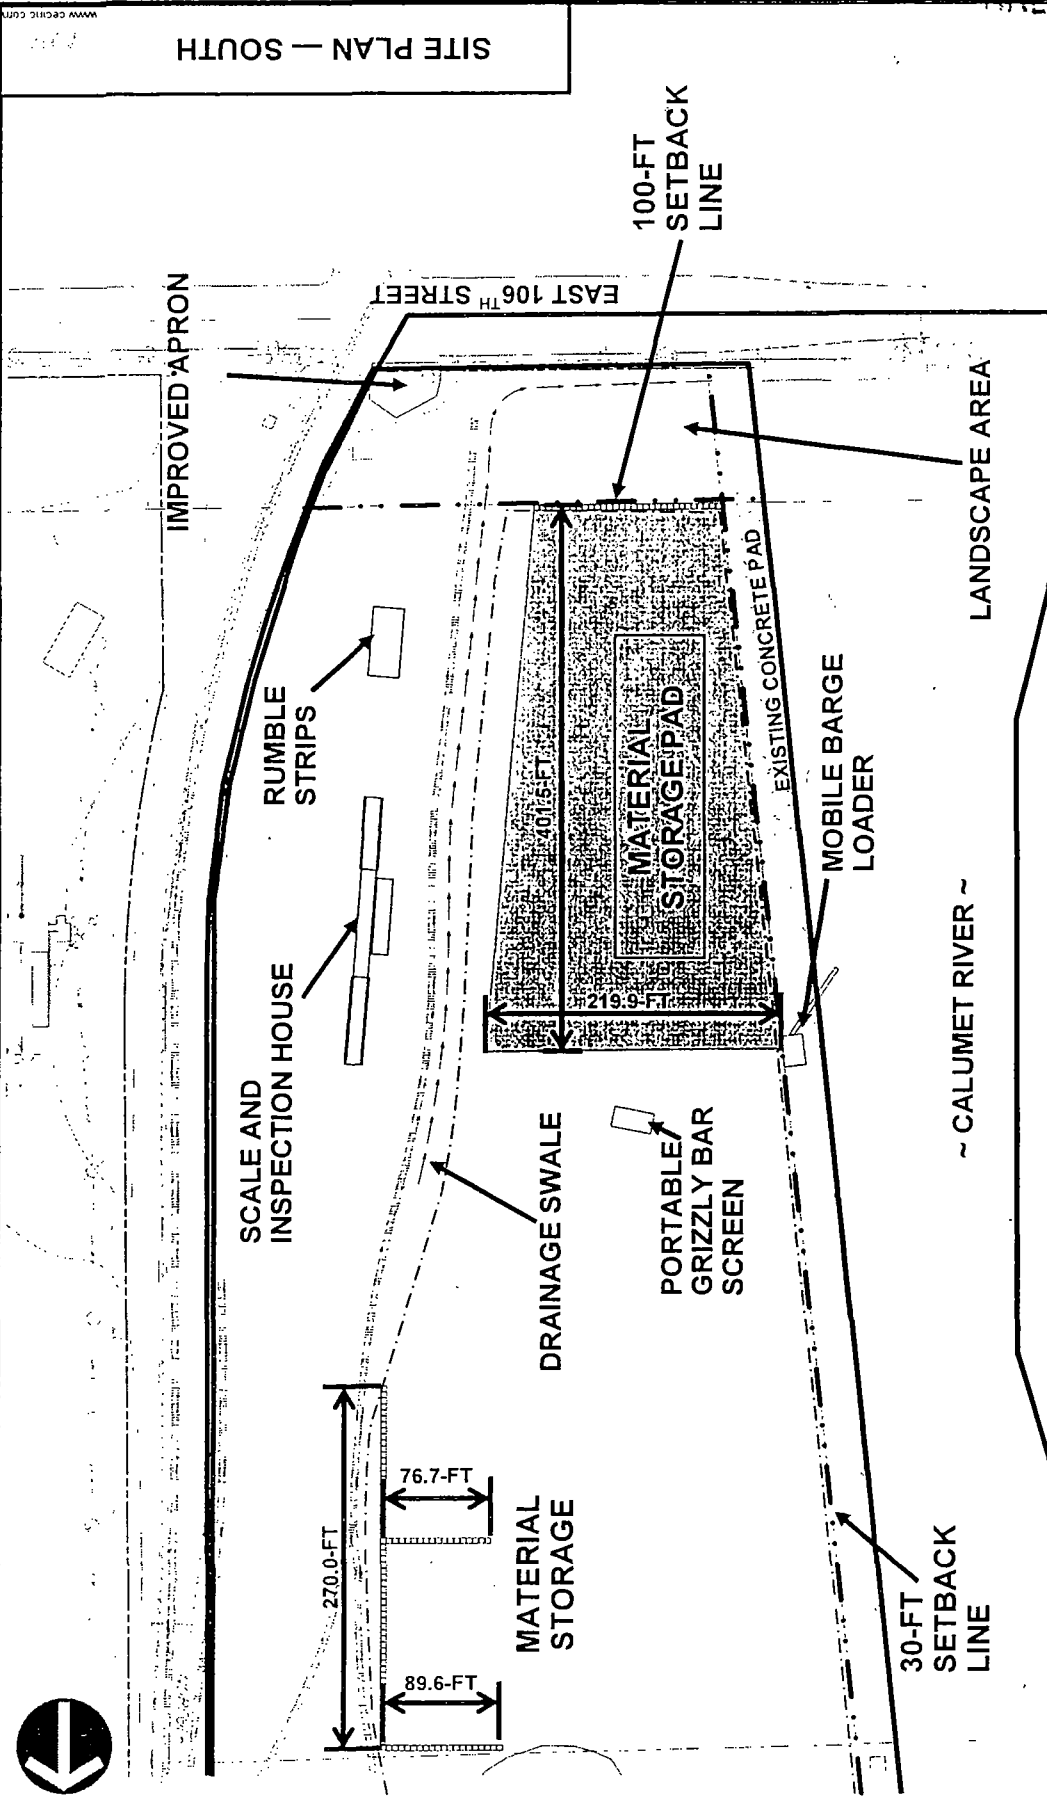 www cecinc com
SITE PLAN — SOUTH
100-FT
SETBACK
LINE
IMPROVED APRON
EAST 106TH STREET
LANDSCAPE AREA
RUMBLE
STRIPS
EXISTING CONCRETE PAD
MATERIAL
STORAGE PAD
401.5-FT
219.9-FT
MOBILE BARGE
LOADER
SCALE AND
INSPECTION HOUSE
~ CALUMET RIVER ~
DRAINAGE SWALE
PORTABLE
GRIZZLY BAR
SCREEN
270.0-FT
76.7-FT
89.6-FT
MATERIAL
STORAGE
30-FT
SETBACK
LINE